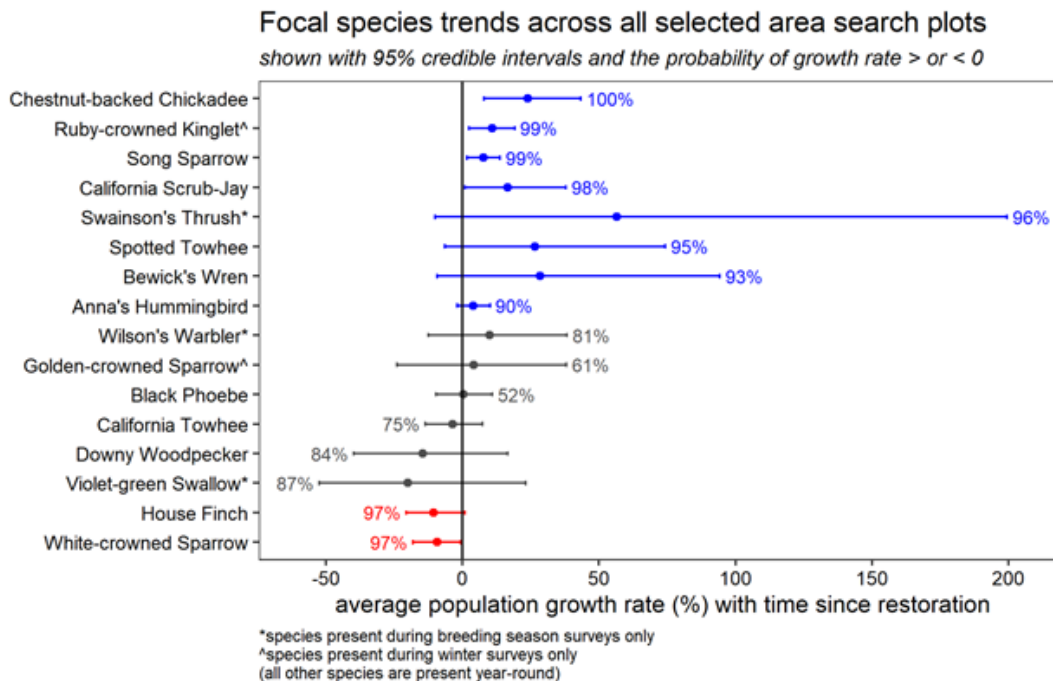 Focal species trends across all selected area search plots
shown with 95% credible intervals and the probability of growth rate > or < 0
Chestnut-backed Chickadee 100%
Ruby-crowned Kinglet^ 99%
Song Sparrow 99%
California Scrub-Jay 98%
Swainson's Thrush* 96%
Spotted Towhee 95%
Bewick's Wren 93%
Anna's Hummingbird 90%
Wilson's Warbler* 81%
Golden-crowned Sparrow^ 61%
Black Phoebe 52%
California Towhee 75%
Downy Woodpecker 84%
Violet-green Swallow* 87%
House Finch 97%
White-crowned Sparrow 97%
-50 0 50 100 150 200
average population growth rate (%) with time since restoration
*species present during breeding season surveys only
^species present during winter surveys only
(all other species are present year-round)